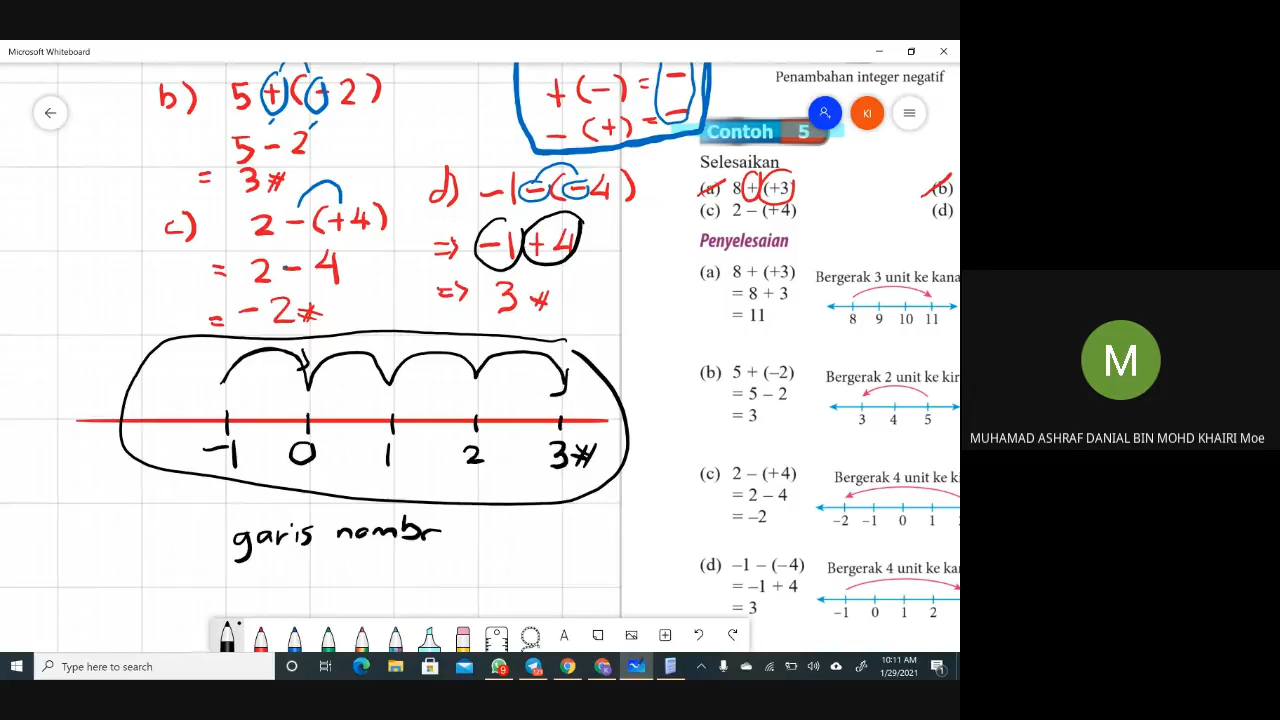 Microsoft Whiteboard
b) 5 + (+2)
5 - 2
= 3*
c) 2 - (+4)
= 2 - 4
= -2*
+ (-) = -
- (+) = -
d) -1 - (-4)
=> -1 + 4
=> 3*
-1 0 1 2 3*
garis nombr
Penambahan integer negatif
KI
Contoh 5
Selesaikan
(a) 8 + (+3)
(b)
(c) 2 – (+4)
(d)
Penyelesaian
(a) 8 + (+3)
= 8 + 3
= 11
Bergerak 3 unit ke kana
8 9 10 11
(b) 5 + (–2)
= 5 – 2
= 3
Bergerak 2 unit ke kir
3 4 5
(c) 2 – (+4)
= 2 – 4
= –2
Bergerak 4 unit ke ki
–2 –1 0 1
(d) –1 – (–4)
= –1 + 4
= 3
Bergerak 4 unit ke ka
–1 0 1 2
M
MUHAMAD ASHRAF DANIAL BIN MOHD KHAIRI Moe
A
Type here to search
9
123
10:11 AM
1/29/2021
1